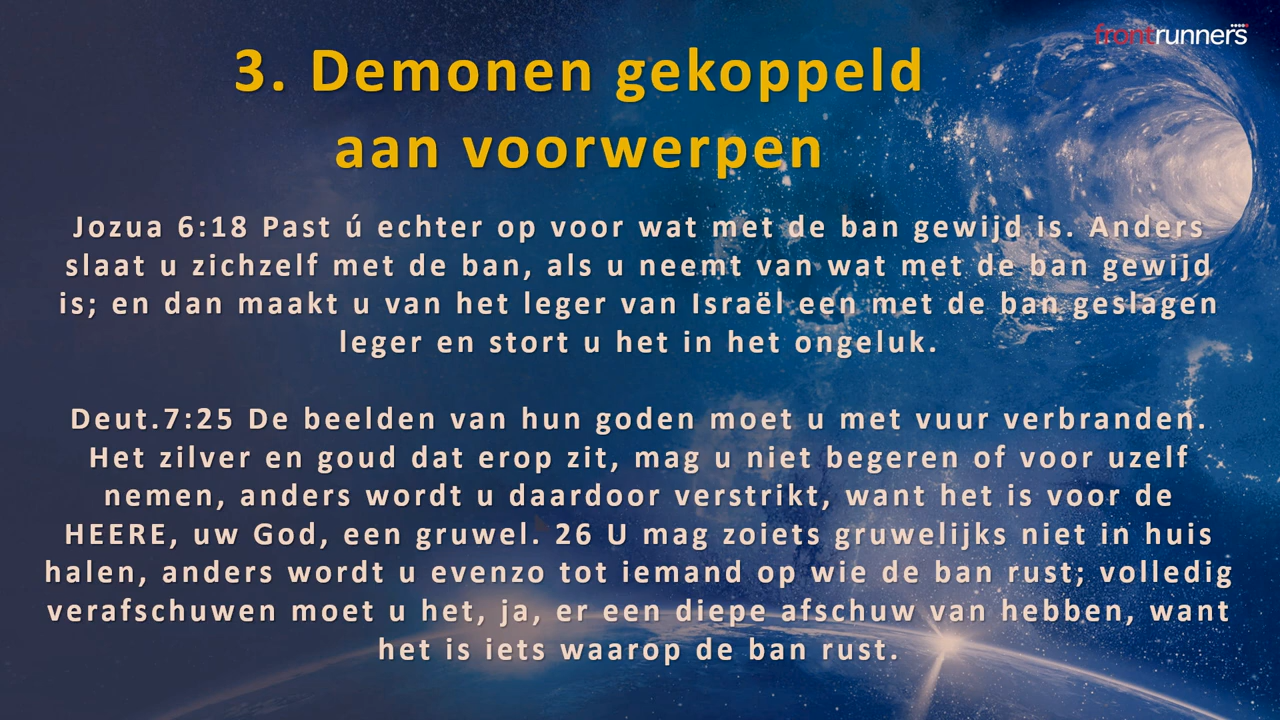 frontrunners
3. Demonen gekoppeld
aan voorwerpen
Jozua 6:18 Past ú echter op voor wat met de ban gewijd is. Anders
slaat u zichzelf met de ban, als u neemt van wat met de ban gewijd
is; en dan maakt u van het leger van Israël een met de ban geslagen
leger en stort u het in het ongeluk.
Deut.7:25 De beelden van hun goden moet u met vuur verbranden.
Het zilver en goud dat erop zit, mag u niet begeren of voor uzelf
nemen, anders wordt u daardoor verstrikt, want het is voor de
HEERE, uw God, een gruwel. 26 U mag zoiets gruwelijks niet in huis
halen, anders wordt u evenzo tot iemand op wie de ban rust; volledig
verafschuwen moet u het, ja, er een diepe afschuw van hebben, want
het is iets waarop de ban rust.